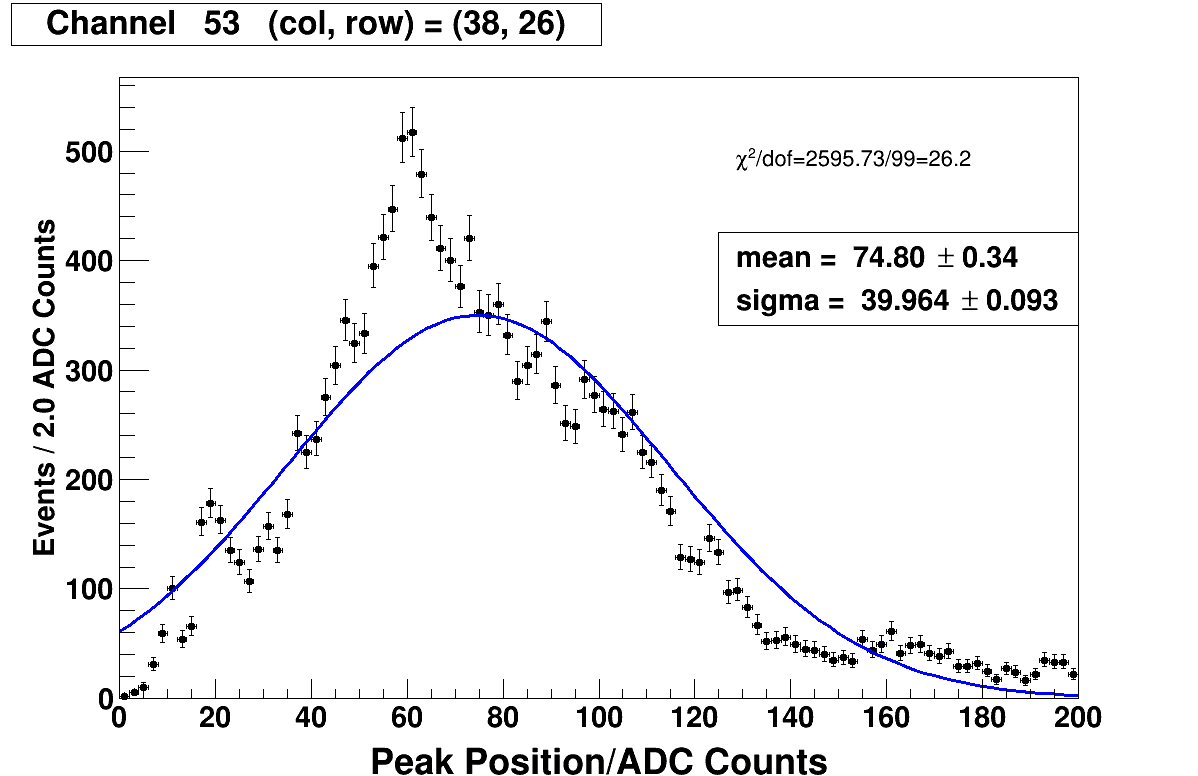 Channel 53 (col, row) = (38, 26)
χ²/dof=2595.73/99=26.2
mean = 74.80 ± 0.34
sigma = 39.964 ± 0.093
Events / 2.0 ADC Counts
500
400
300
200
100
0
0 20 40 60 80 100 120 140 160 180 200
Peak Position/ADC Counts